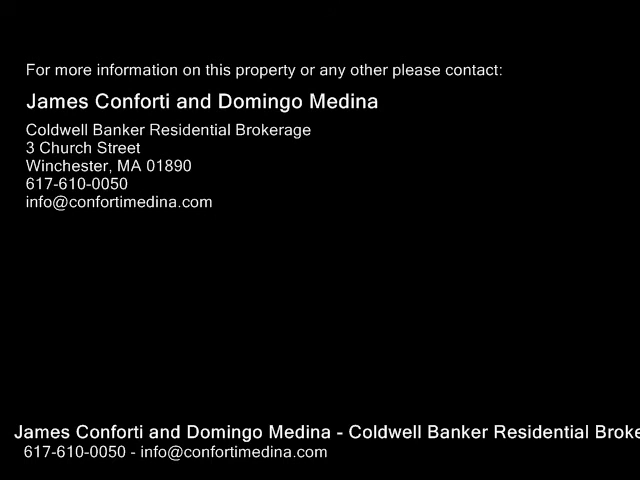 For more information on this property or any other please contact:
James Conforti and Domingo Medina
Coldwell Banker Residential Brokerage
3 Church Street
Winchester, MA 01890
617-610-0050
info@confortimedina.com
James Conforti and Domingo Medina - Coldwell Banker Residential Broke
617-610-0050 - info@confortimedina.com